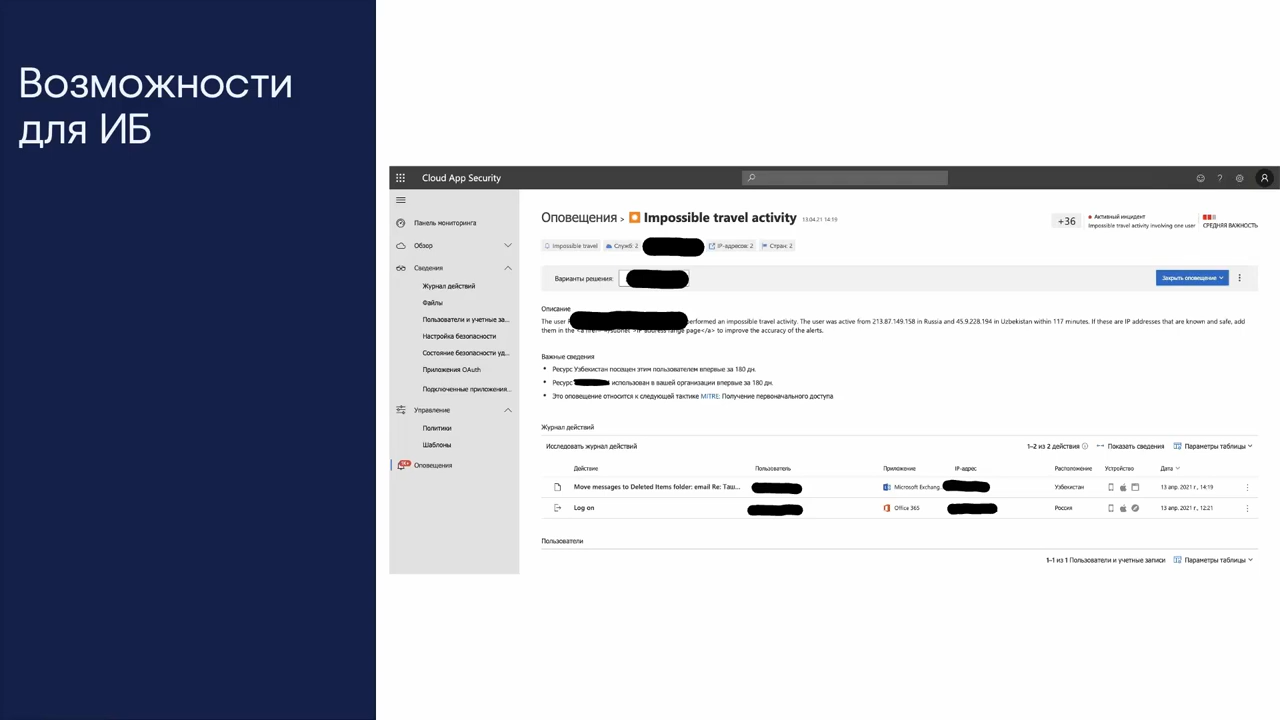 Возможности
для ИБ
Cloud App Security
Панель мониторинга
Обзор
Сведения
Журнал действий
Файлы
Пользователи и учетные за...
Настройка безопасности
Состояние безопасности уд...
Приложения OAuth
Подключенные приложения...
Управление
Политики
Шаблоны
Оповещения
Оповещения > Impossible travel activity 13.04.21 14:19
+36
Активный инцидент
Impossible travel activity involving one user
СРЕДНЯЯ ВАЖНОСТЬ
Impossible travel Служб: 2 IP-адресов: 2 Стран: 2
Варианты решения:
Закрыть оповещение
Описание
The user performed an impossible travel activity. The user was active from 213.87.149.158 in Russia and 45.9.228.194 in Uzbekistan within 117 minutes. If these are IP addresses that are known and safe, add
them in the IP address range page</a> to improve the accuracy of the alerts.
Важные сведения
• Ресурс Узбекистан посещен этим пользователем впервые за 180 дн.
• Ресурс использован в вашей организации впервые за 180 дн.
• Это оповещение относится к следующей тактике MITRE: Получение первоначального доступа
Журнал действий
Исследовать журнал действий
1–2 из 2 действия Показать сведения Параметры таблицы
Действие Пользователь Приложение IP-адрес Расположение Устройство Дата
Move messages to Deleted Items folder: email Re: Таш... Microsoft Exchang Узбекистан 13 апр. 2021 г., 14:19
Log on Office 365 Россия 13 апр. 2021 г., 12:21
Пользователи
1–1 из 1 Пользователи и учетные записи Параметры таблицы